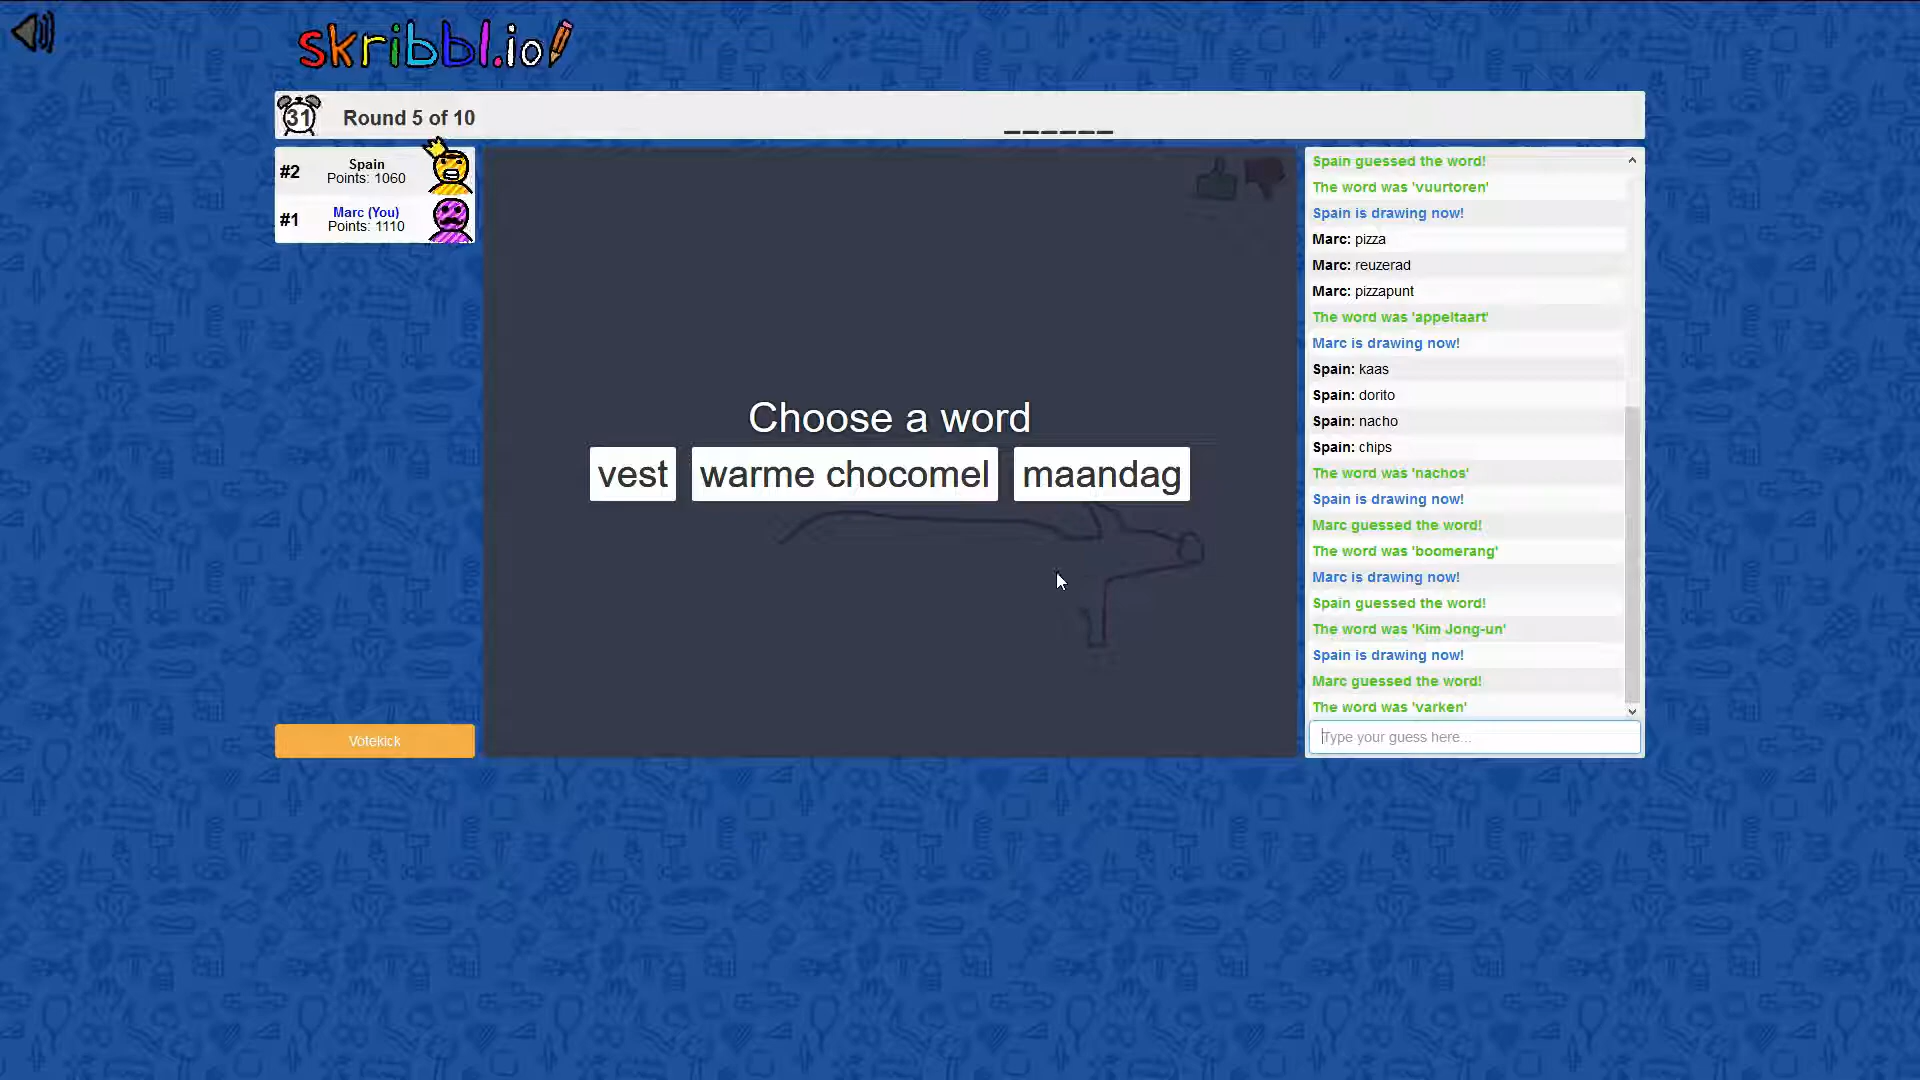 skribbl.io
31
Round 5 of 10
______
#2
Spain
Points: 1060
#1
Marc (You)
Points: 1110
Choose a word
vest
warme chocomel
maandag
Votekick
Spain guessed the word!
The word was 'vuurtoren'
Spain is drawing now!
Marc: pizza
Marc: reuzerad
Marc: pizzapunt
The word was 'appeltaart'
Marc is drawing now!
Spain: kaas
Spain: dorito
Spain: nacho
Spain: chips
The word was 'nachos'
Spain is drawing now!
Marc guessed the word!
The word was 'boomerang'
Marc is drawing now!
Spain guessed the word!
The word was 'Kim Jong-un'
Spain is drawing now!
Marc guessed the word!
The word was 'varken'
Type your guess here...